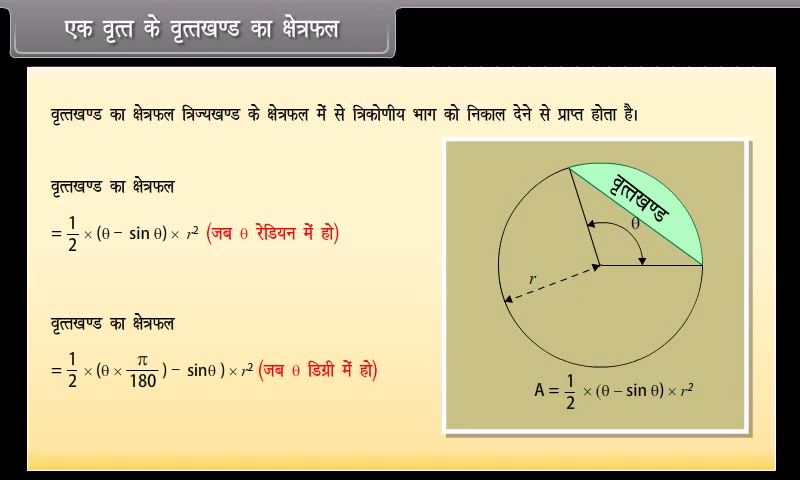 एक वृत्त के वृत्तखण्ड का क्षेत्रफल
वृत्तखण्ड का क्षेत्रफल त्रिज्यखण्ड के क्षेत्रफल में से त्रिकोणीय भाग को निकाल देने से प्राप्त होता है।
वृत्तखण्ड का क्षेत्रफल
= 1/2 × (θ − sin θ) × r² (जब θ रेडियन में हो)
वृत्तखण्ड का क्षेत्रफल
= 1/2 × (θ × π/180 ) − sinθ ) × r² (जब θ डिग्री में हो)
वृत्तखण्ड
θ
r
A = 1/2 × (θ − sin θ) × r²